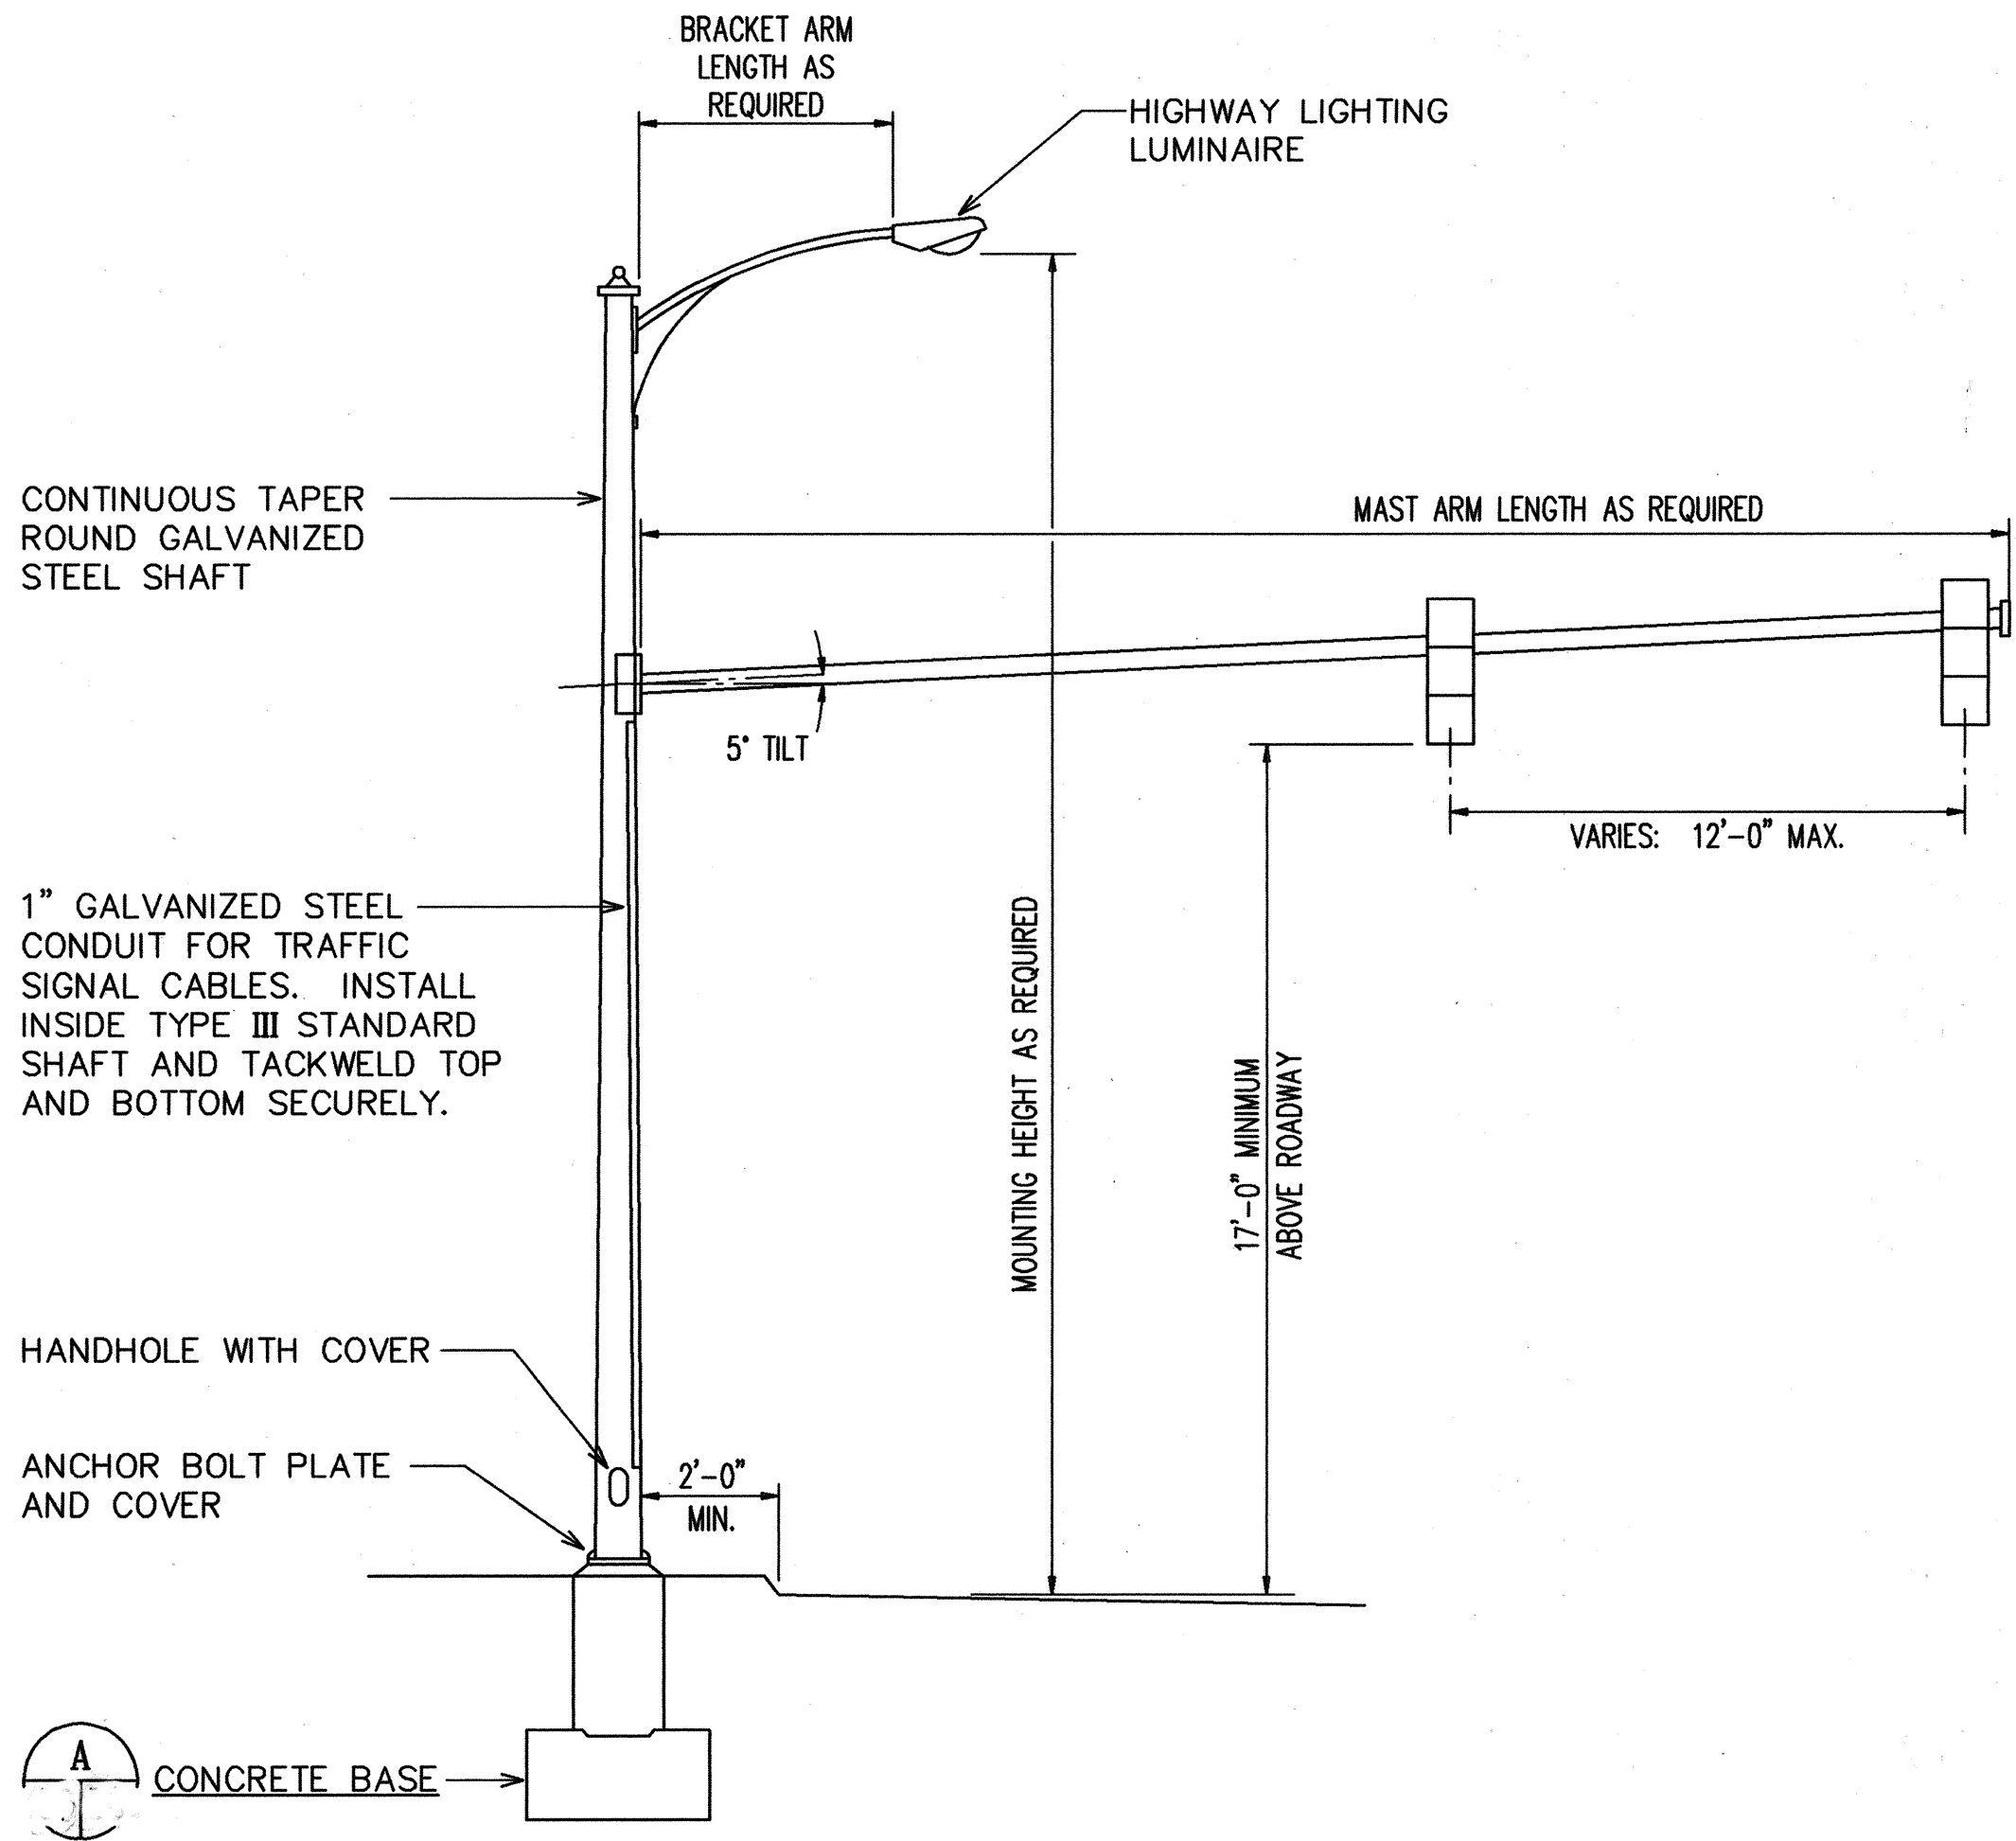 BRACKET ARM
LENGTH AS
REQUIRED
HIGHWAY LIGHTING
LUMINAIRE
CONTINUOUS TAPER
ROUND GALVANIZED
STEEL SHAFT
MAST ARM LENGTH AS REQUIRED
5° TILT
VARIES: 12'-0" MAX.
1" GALVANIZED STEEL
CONDUIT FOR TRAFFIC
SIGNAL CABLES. INSTALL
INSIDE TYPE III STANDARD
SHAFT AND TACKWELD TOP
AND BOTTOM SECURELY.
MOUNTING HEIGHT AS REQUIRED
17'-0" MINIMUM
ABOVE ROADWAY
HANDHOLE WITH COVER
ANCHOR BOLT PLATE
AND COVER
2'-0"
MIN.
A
CONCRETE BASE